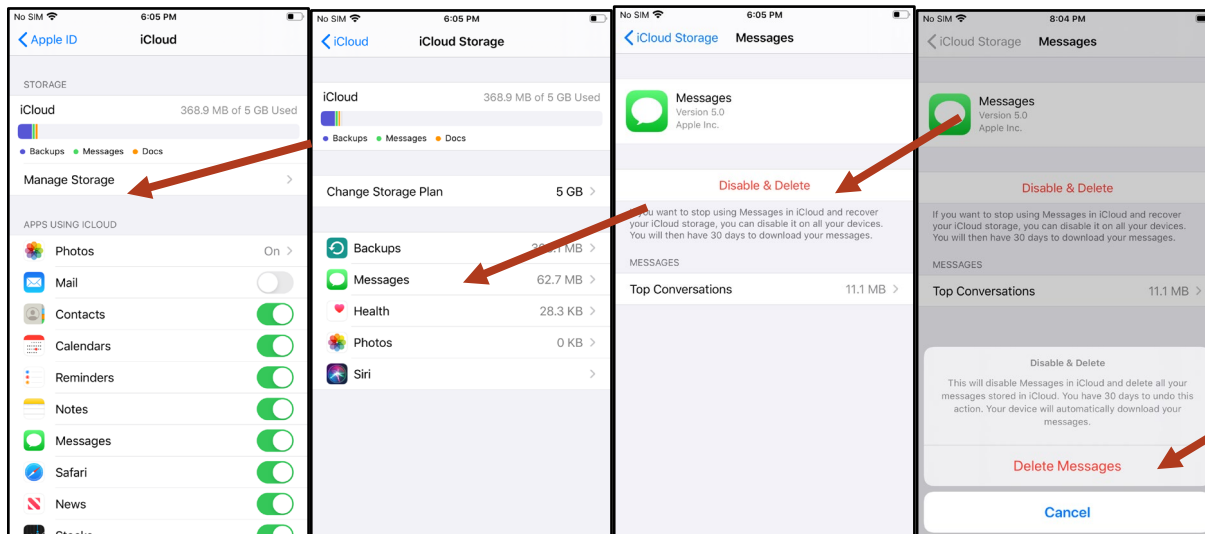 No SIM 6:05 PM
Apple ID iCloud
STORAGE
iCloud 368.9 MB of 5 GB Used
Backups Messages Docs
Manage Storage
APPS USING ICLOUD
Photos On
Mail
Contacts
Calendars
Reminders
Notes
Messages
Safari
News
No SIM 6:05 PM
iCloud iCloud Storage
iCloud 368.9 MB of 5 GB Used
Backups Messages Docs
Change Storage Plan 5 GB
Backups MB
Messages 62.7 MB
Health 28.3 KB
Photos 0 KB
Siri
No SIM 6:05 PM
iCloud Storage Messages
Messages
Version 5.0
Apple Inc.
Disable & Delete
you want to stop using Messages in iCloud and recover
your iCloud storage, you can disable it on all your devices.
You will then have 30 days to download your messages.
MESSAGES
Top Conversations 11.1 MB
No SIM 8:04 PM
iCloud Storage Messages
Messages
Version 5.0
Apple Inc.
Disable & Delete
If you want to stop using Messages in iCloud and recover
your iCloud storage, you can disable it on all your devices.
You will then have 30 days to download your messages.
MESSAGES
Top Conversations 11.1 MB
Disable & Delete
This will disable Messages in iCloud and delete all your
messages stored in iCloud. You have 30 days to undo this
action. Your device will automatically download your
messages.
Delete Messages
Cancel